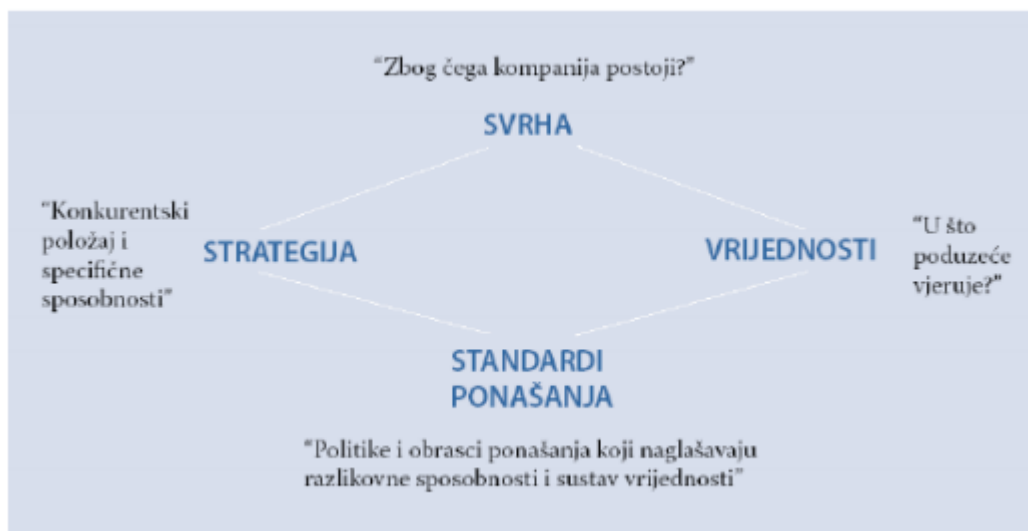 “Zbog čega kompanija postoji?”
SVRHA
“Konkurentski
položaj i
specifične
sposobnosti”
STRATEGIJA
VRIJEDNOSTI
“U što
poduzeće
vjeruje?”
STANDARDI
PONAŠANJA
“Politike i obrasci ponašanja koji naglašavaju
razlikovne sposobnosti i sustav vrijednosti”